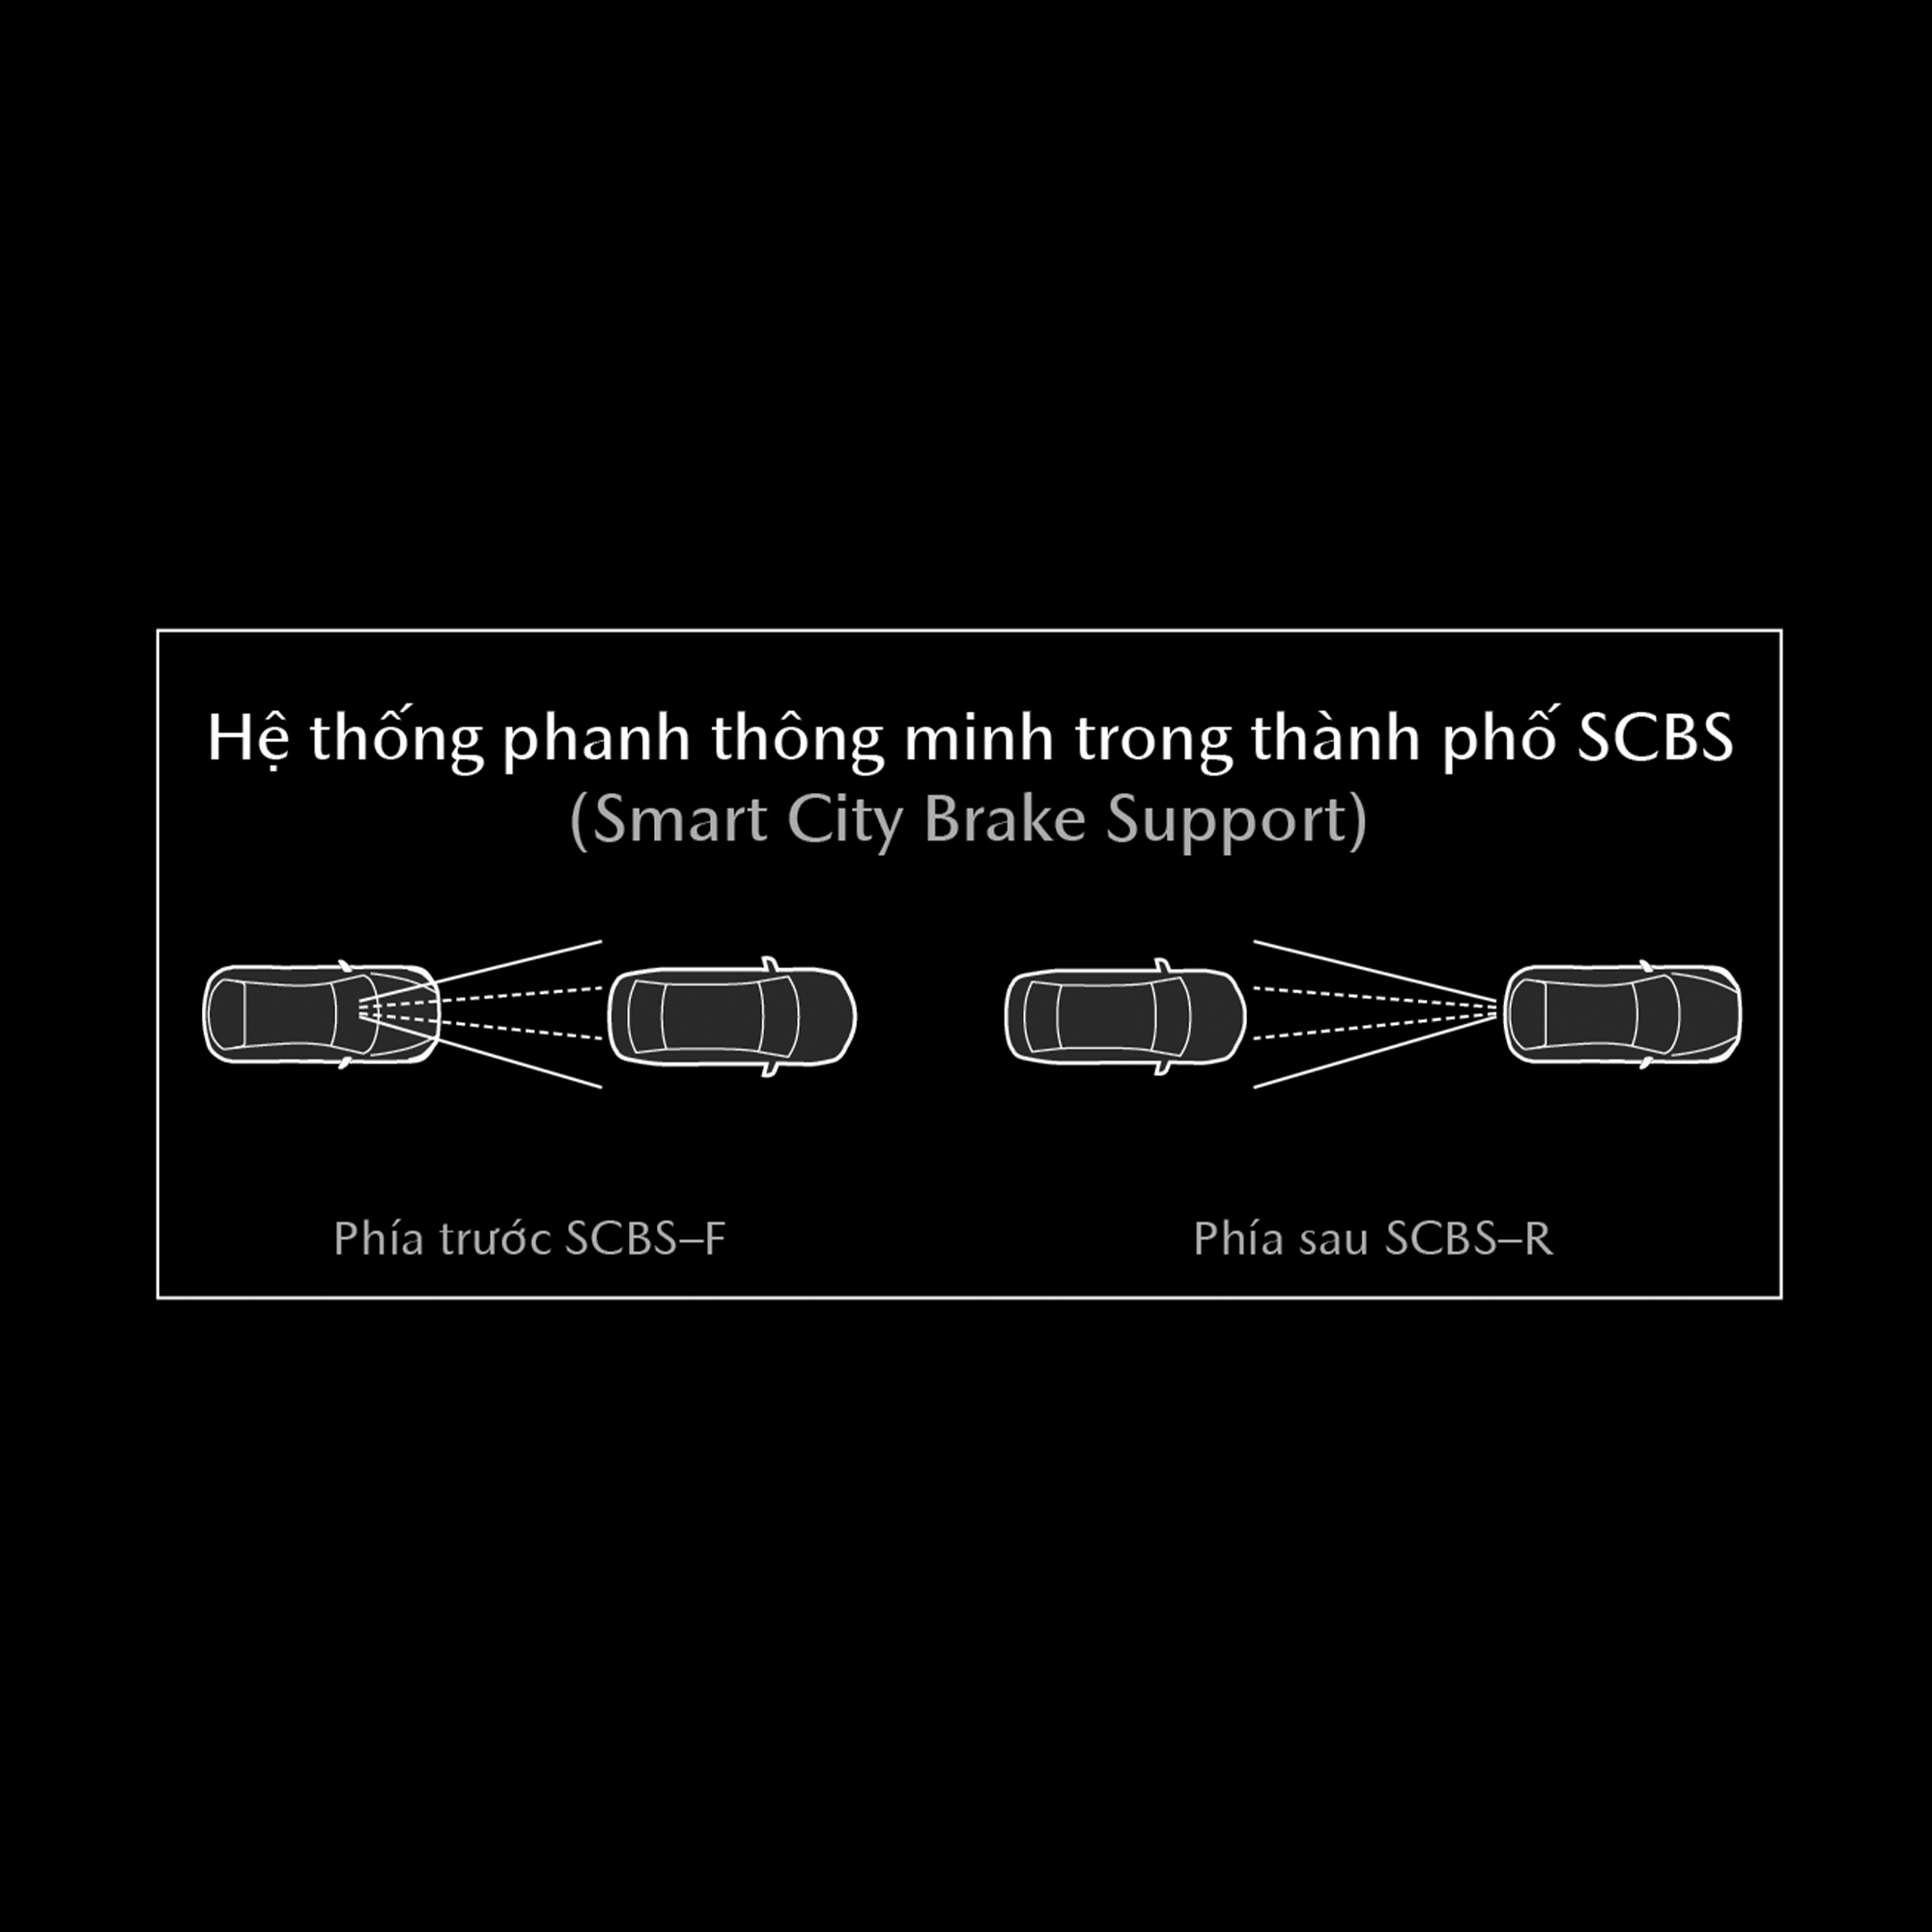 Hệ thống phanh thông minh trong thành phố SCBS
(Smart City Brake Support)
Phía trước SCBS–F
Phía sau SCBS–R